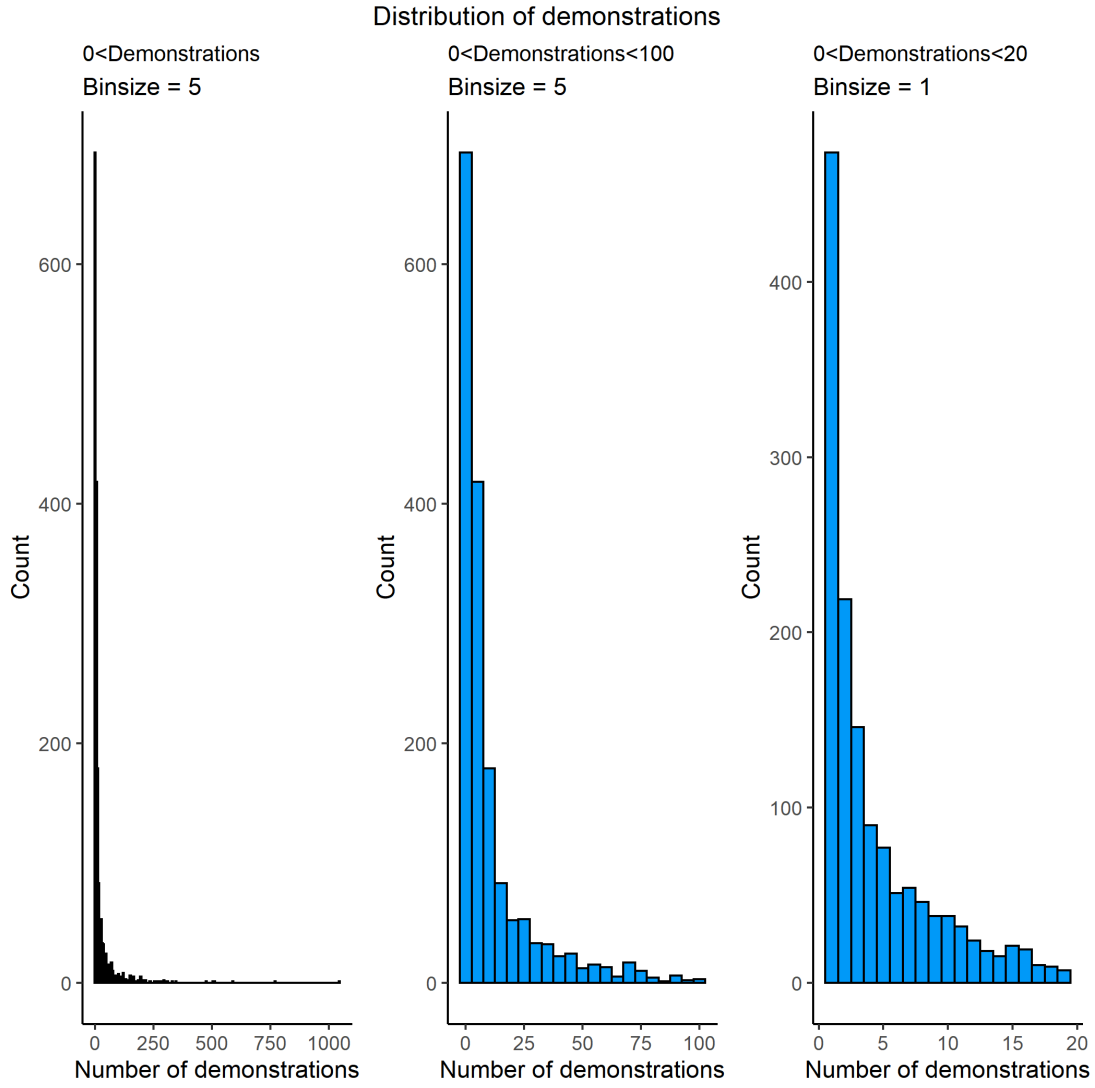 Distribution of demonstrations
0<Demonstrations
Binsize = 5
600
400
200
0
Count
0 250 500 750 1000
Number of demonstrations
0<Demonstrations<100
Binsize = 5
600
400
200
0
Count
0 25 50 75 100
Number of demonstrations
0<Demonstrations<20
Binsize = 1
400
300
200
100
0
Count
0 5 10 15 20
Number of demonstrations